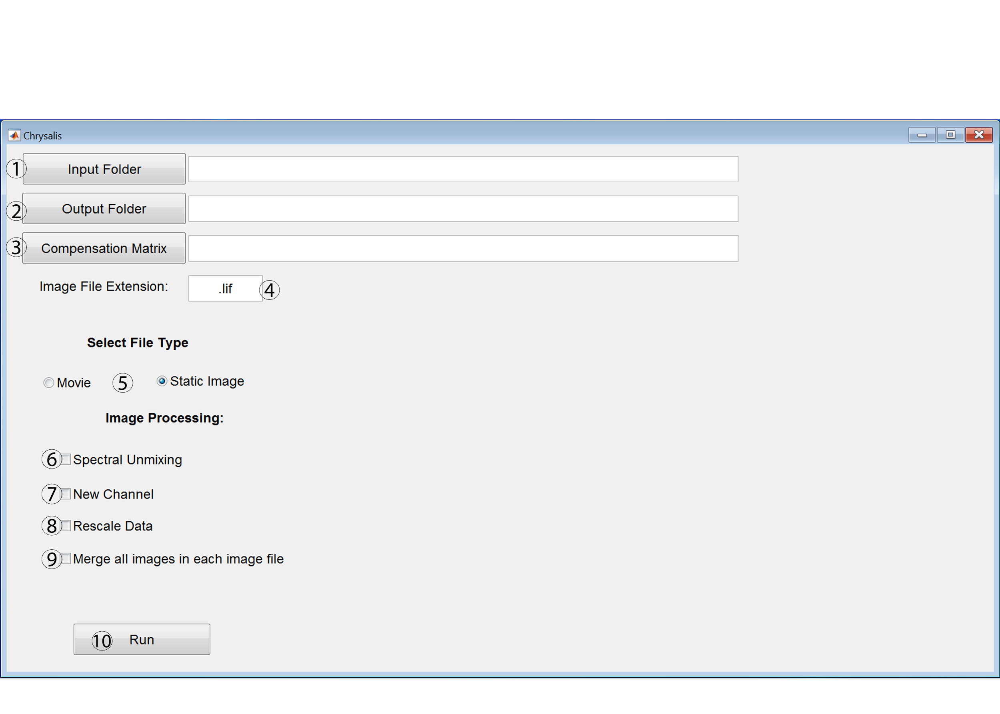 Chrysalis
1 Input Folder
2 Output Folder
3 Compensation Matrix
Image File Extension: .lif 4
Select File Type
Movie 5 Static Image
Image Processing:
6 Spectral Unmixing
7 New Channel
8 Rescale Data
9 Merge all images in each image file
10 Run